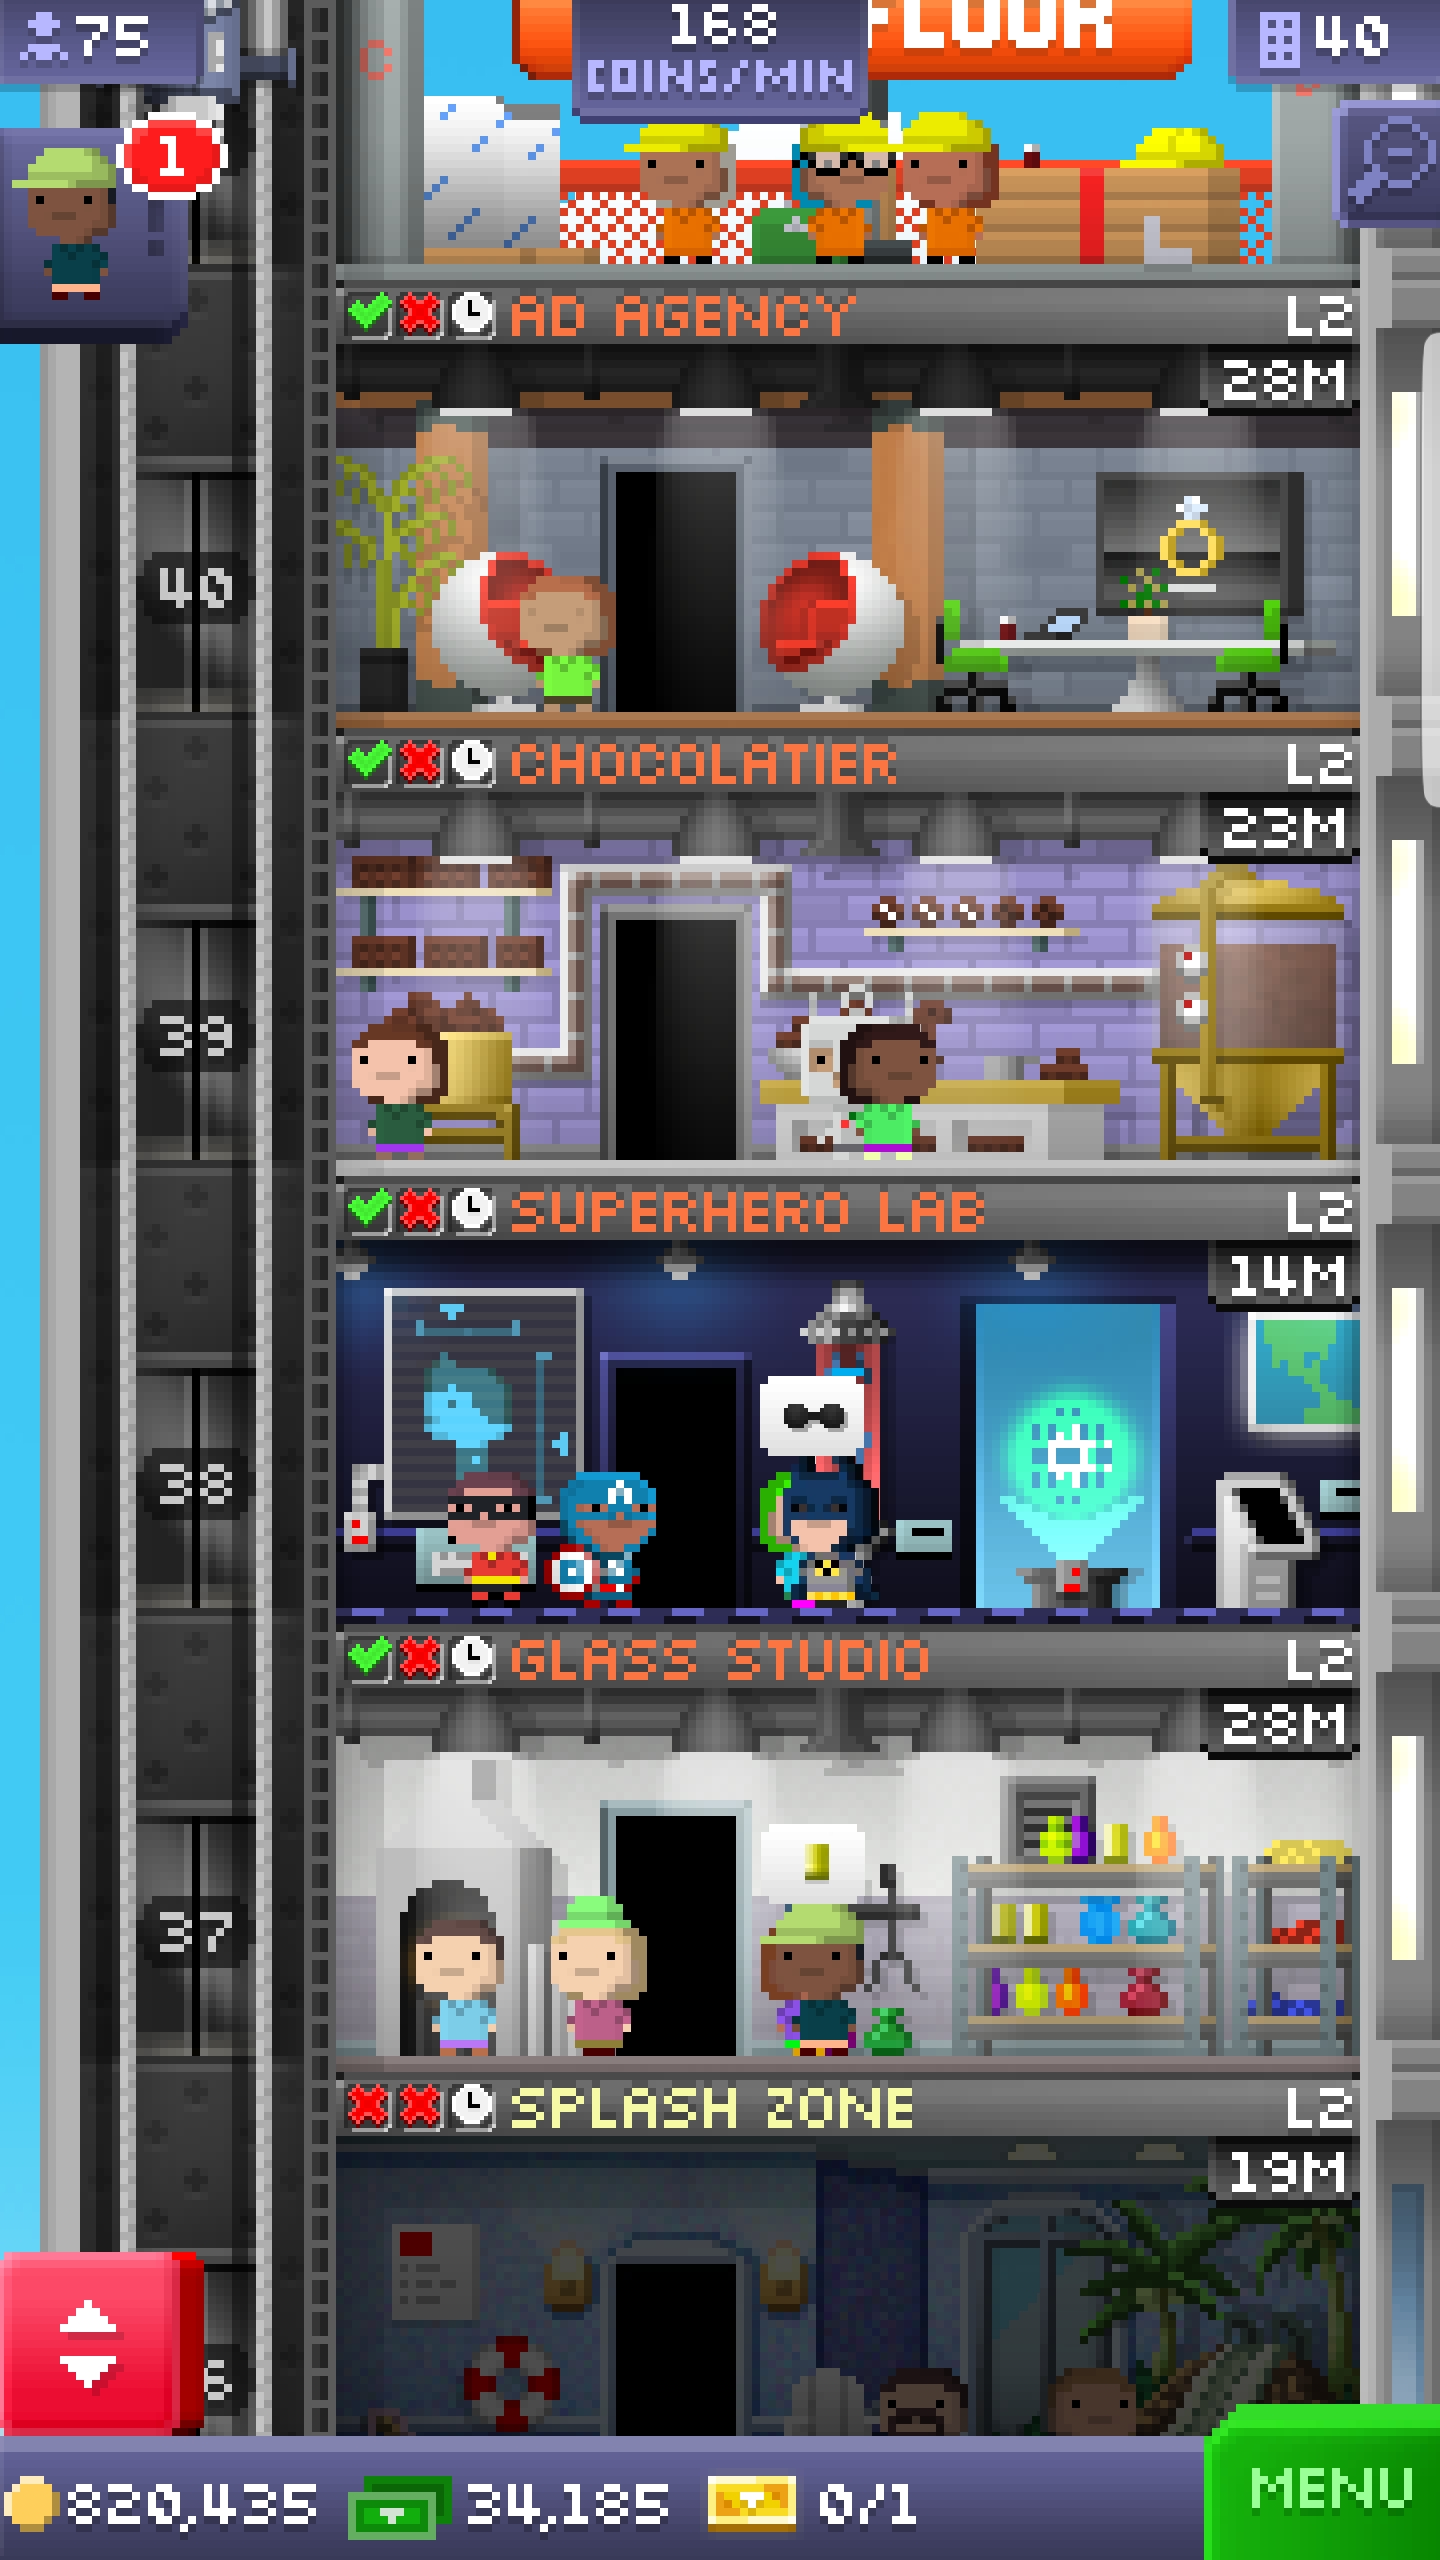 75
168
COINS/MIN
FLOOR
40
1
AD AGENCY L2
28M
40
CHOCOLATIER L2
23M
39
SUPERHERO LAB L2
14M
38
GLASS STUDIO L2
28M
37
SPLASH ZONE L2
19M
820,435 34,185 0/1
MENU